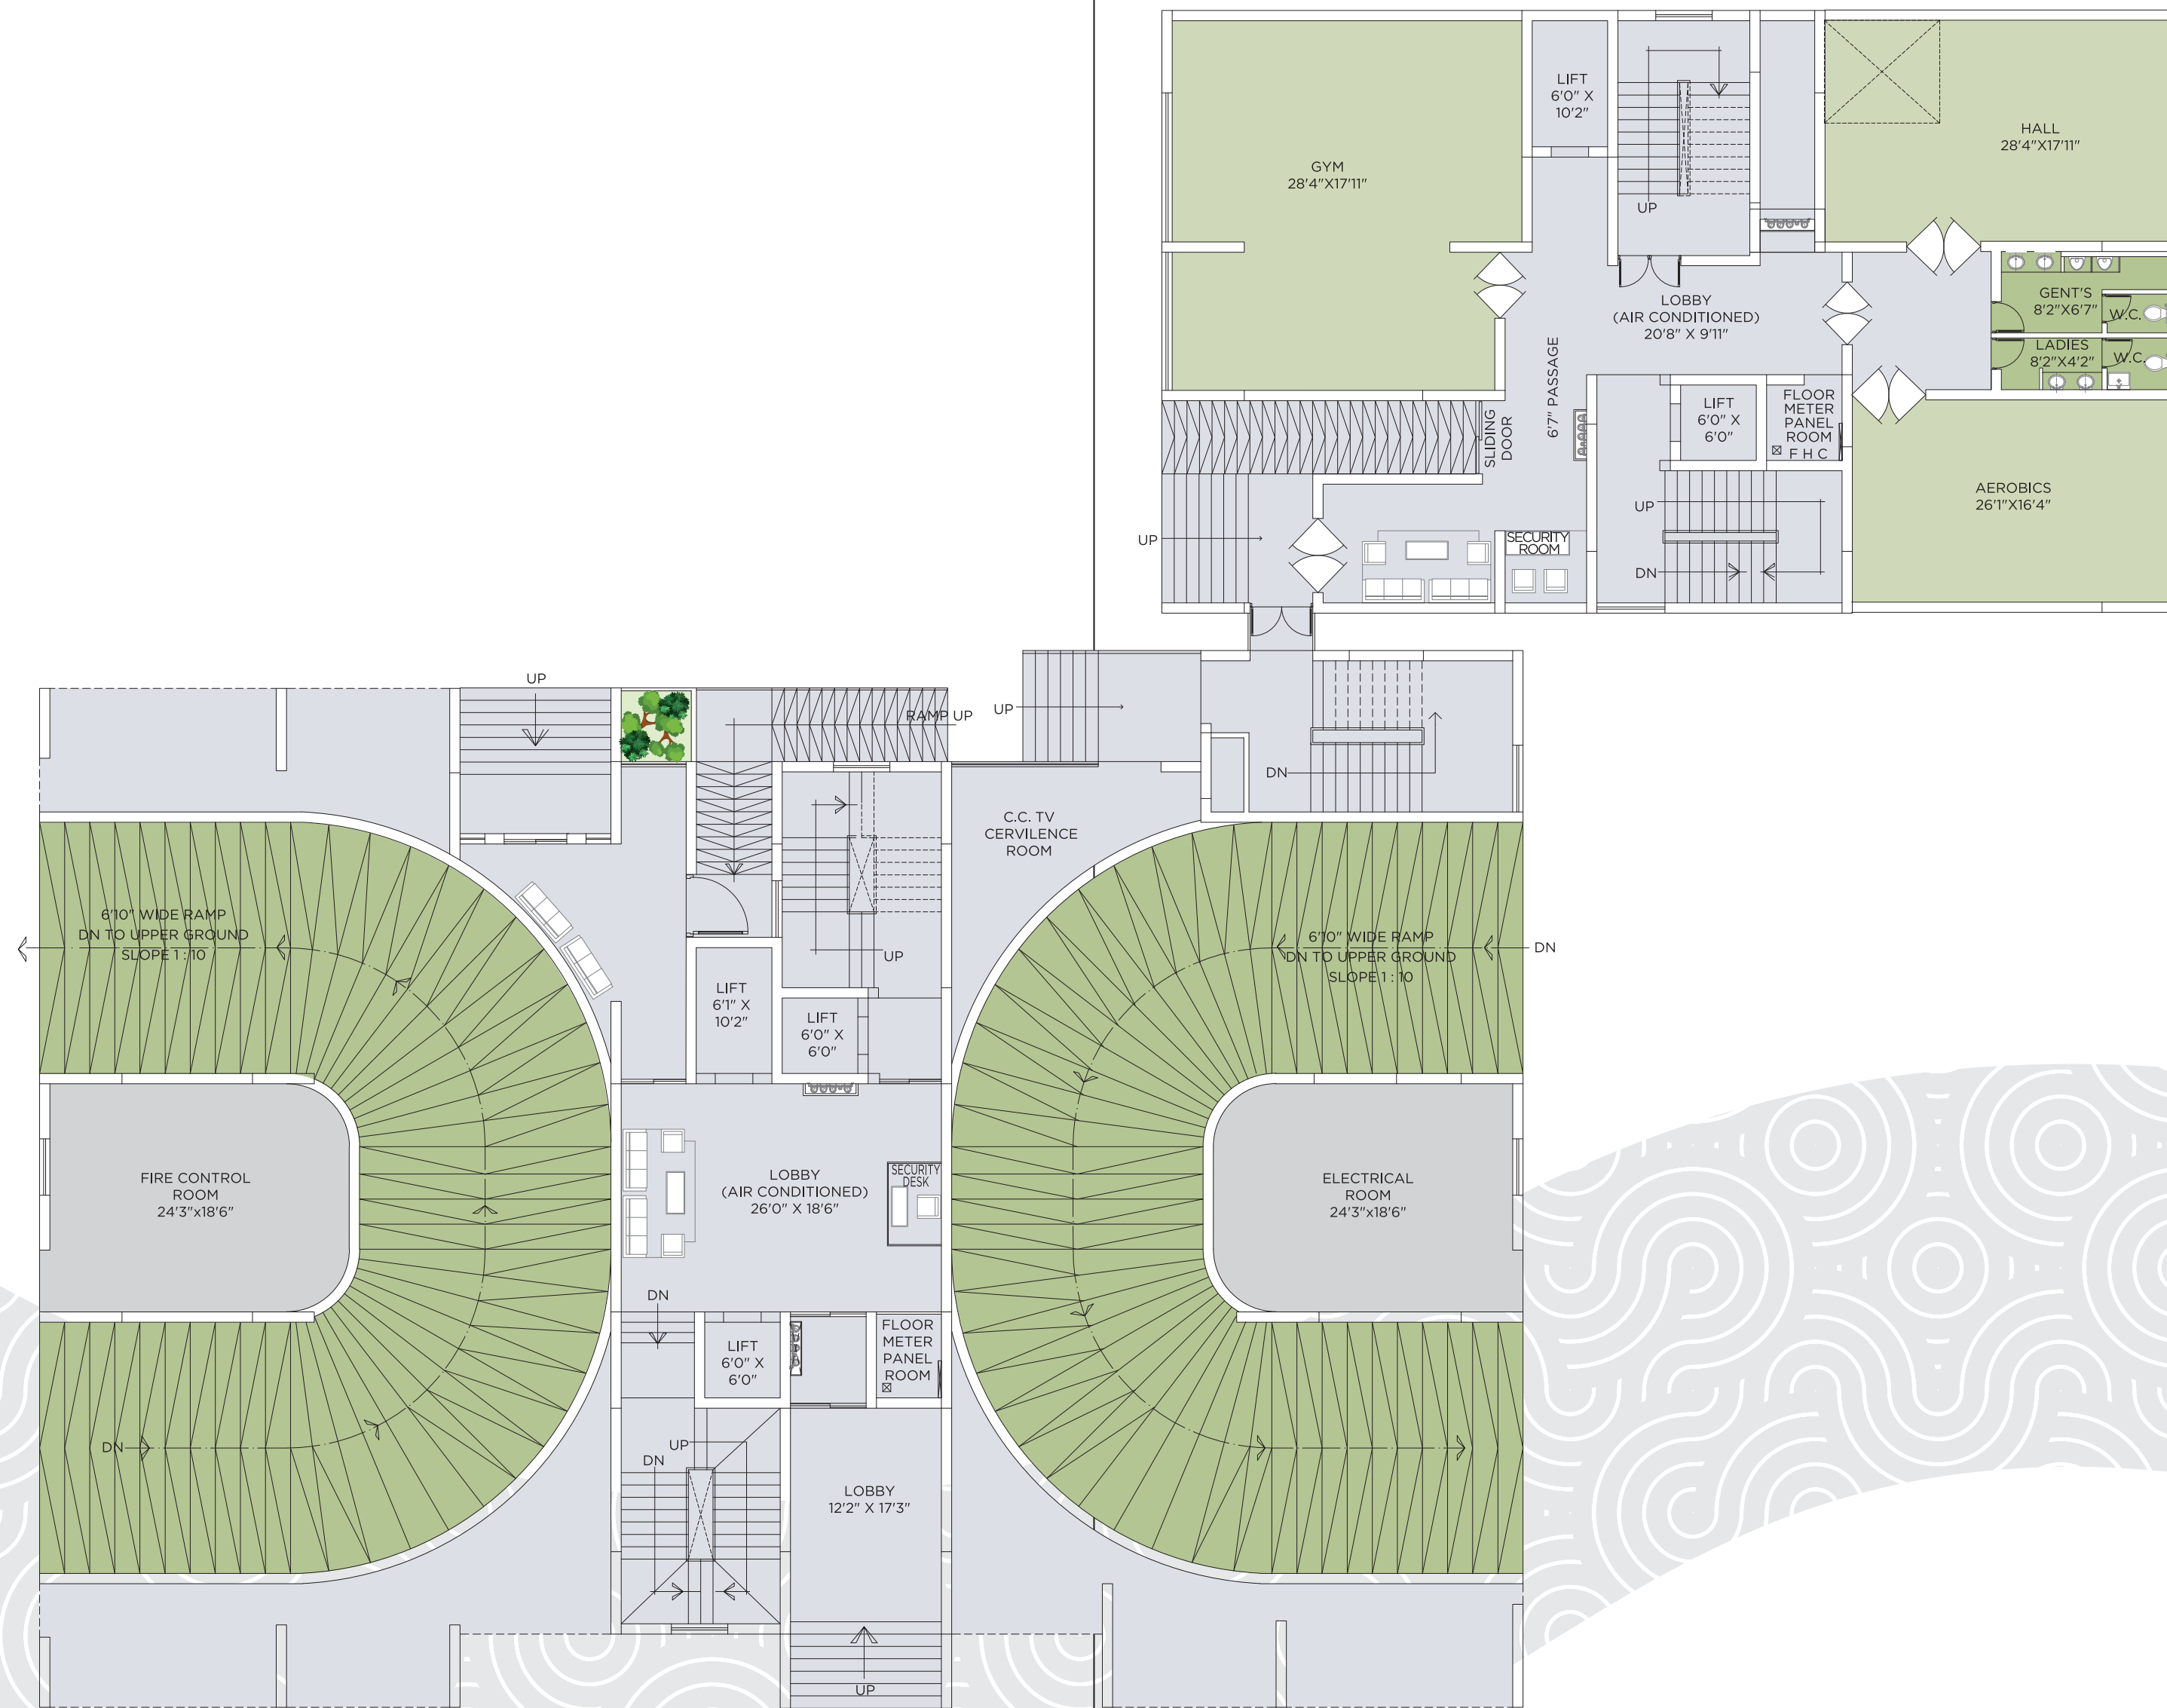 LIFT
6'0" X
10'2"
UP
GYM
28'4"X17'11"
HALL
28'4"X17'11"
LOBBY
(AIR CONDITIONED)
20'8" X 9'11"
GENT'S
8'2"X6'7"
W.C.
LADIES
8'2"X4'2"
W.C.
6'7" PASSAGE
SLIDING
DOOR
LIFT
6'0" X
6'0"
FLOOR
METER
PANEL
ROOM
F H C
AEROBICS
26'1"X16'4"
UP
DN
UP
SECURITY
ROOM
UP
RAMP UP
UP
DN
C.C. TV
CERVILENCE
ROOM
6'10" WIDE RAMP
DN TO UPPER GROUND
SLOPE 1 : 10
UP
6'10" WIDE RAMP
DN TO UPPER GROUND
SLOPE 1 : 10
DN
LIFT
6'1" X
10'2"
LIFT
6'0" X
6'0"
FIRE CONTROL
ROOM
24'3"x18'6"
LOBBY
(AIR CONDITIONED)
26'0" X 18'6"
SECURITY
DESK
ELECTRICAL
ROOM
24'3"x18'6"
DN
LIFT
6'0" X
6'0"
FLOOR
METER
PANEL
ROOM
DN
UP
DN
LOBBY
12'2" X 17'3"
UP